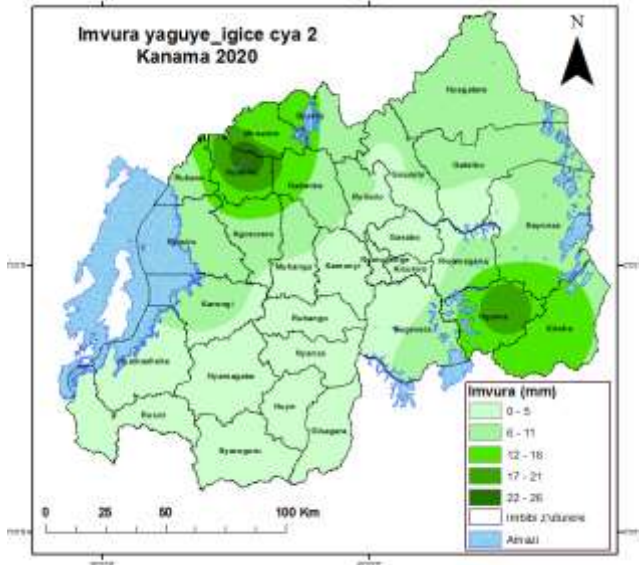 Imvura yaguye_igice cya 2
Kanama 2020
N
Nyagatare
Burera
Musanze
Gatsibo
Nyabihu
Gicumbi
Rubavu
Gakenke
Rulindo
Kayonza
Rutsiro
Ngororero
Gasabo
Muhanga
Kamonyi
Nyarugenge
Kicukiro
Rwamagana
Karongi
Ngoma
Kirehe
Ruhango
Bugesera
Nyamasheke
Nyanza
Nyamagabe
Huye
Rusizi
Gisagara
Nyaruguru
Imvura (mm)
0 - 5
6 - 11
12 - 16
17 - 21
22 - 26
Imbibi z'uturere
Amazi
0 25 50 100 Km